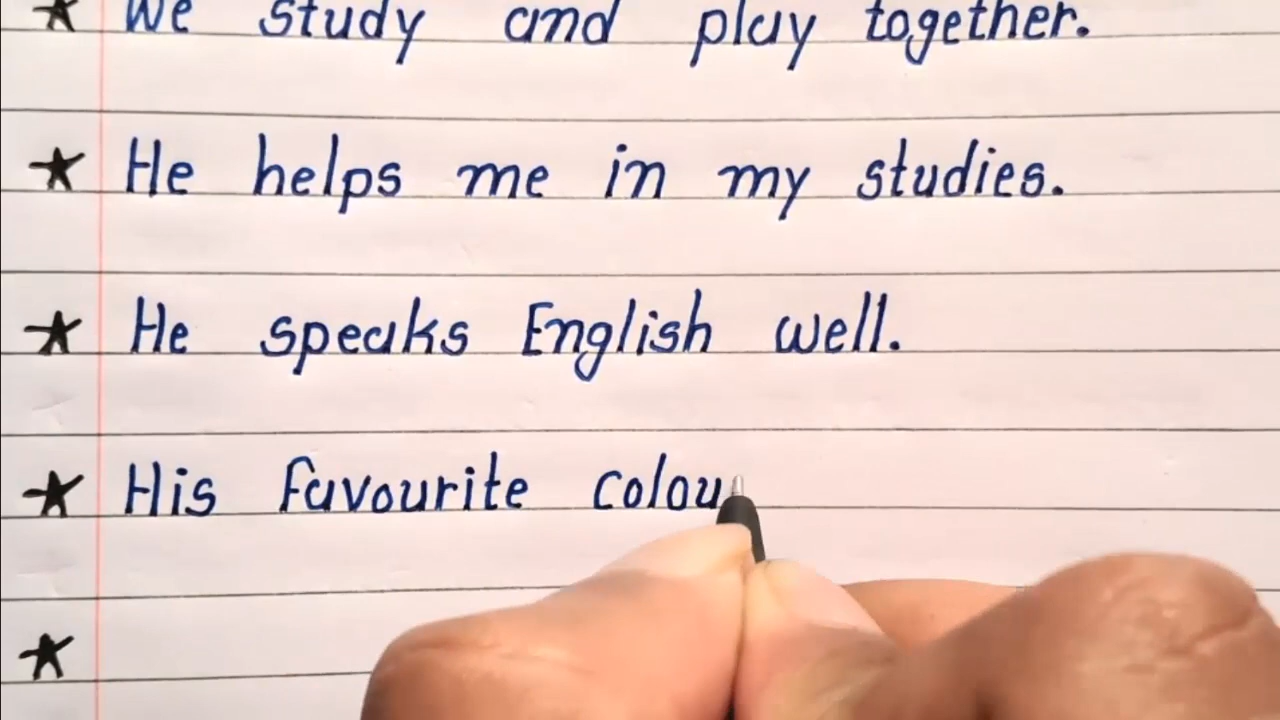 ★ We study and play together.
★ He helps me in my studies.
★ He speaks English well.
★ His favourite colou
★